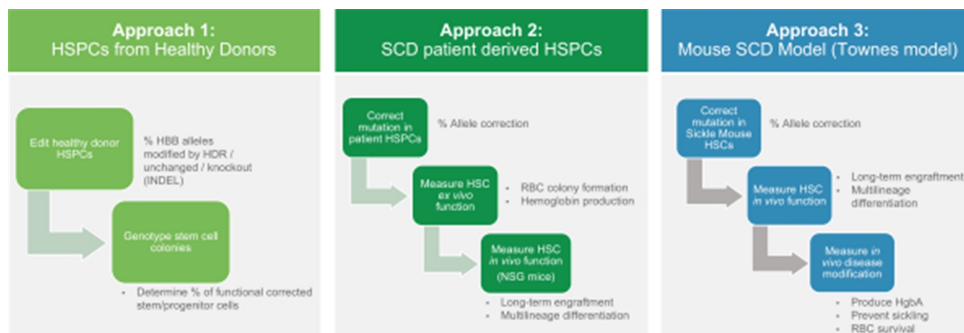 Approach 1:
HSPCs from Healthy Donors
Edit healthy donor
HSPCs
% HBB alleles
modified by HDR /
unchanged / knockout
(INDEL)
Genotype stem cell
colonies
• Determine % of functional corrected
stem/progenitor cells
Approach 2:
SCD patient derived HSPCs
Correct
mutation in
patient HSPCs
% Allele correction
Measure HSC
ex vivo
function
• RBC colony formation
• Hemoglobin production
Measure HSC
in vivo function
(NSG mice)
• Long-term engraftment
• Multilineage differentiation
Approach 3:
Mouse SCD Model (Townes model)
Correct
mutation in
Sickle Mouse
HSCs
% Allele correction
Measure HSC
in vivo function
• Long-term engraftment
• Multilineage
differentiation
Measure in
vivo disease
modification
• Produce HgbA
• Prevent sickling
• RBC survival